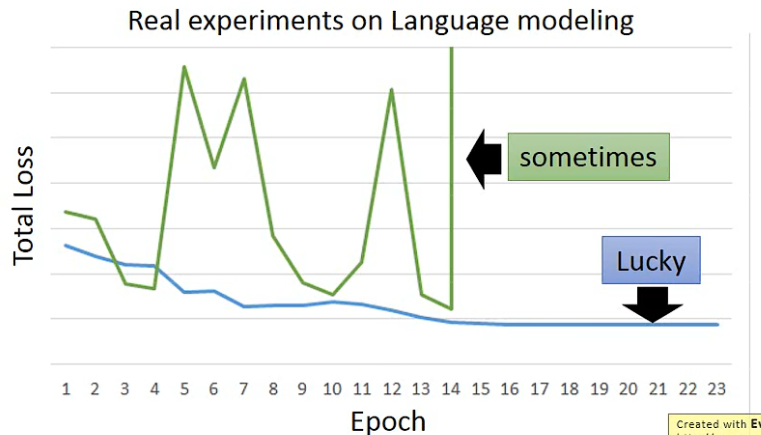 Real experiments on Language modeling
Total Loss
sometimes
Lucky
1 2 3 4 5 6 7 8 9 10 11 12 13 14 15 16 17 18 19 20 21 22 23
Epoch
Created with